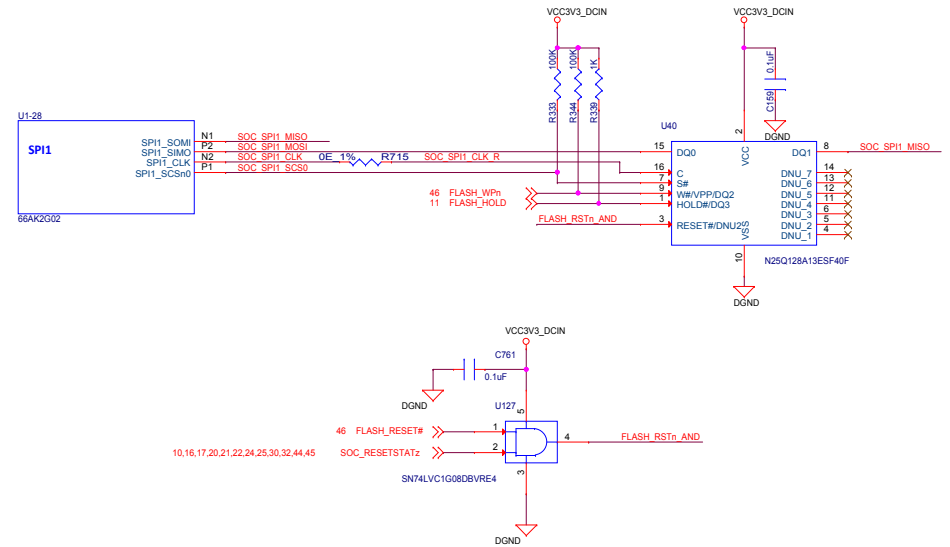 VCC3V3_DCIN
VCC3V3_DCIN
100K
100K
1K
0.1uF
R333
R344
R339
C159
DGND
U1-28
SPI1
SPI1_SOMI
N1
SOC_SPI1_MISO
SPI1_SIMO
P2
SOC_SPI1_MOSI
SPI1_CLK
N2
SOC_SPI1_CLK
0E_1%
R715
SOC_SPI1_CLK_R
SPI1_SCSn0
P1
SOC_SPI1_SCS0
66AK2G02
U40
2
VCC
15
DQ0
DQ1
8
SOC_SPI1_MISO
16
C
DNU_7
14
7
S#
DNU_6
13
46
FLASH_WPn
9
W#/VPP/DQ2
DNU_5
12
11
FLASH_HOLD
1
HOLD#/DQ3
DNU_4
11
DNU_3
6
FLASH_RSTn_AND
3
RESET#/DNU2
DNU_2
5
DNU_1
4
VSS
10
N25Q128A13ESF40F
DGND
VCC3V3_DCIN
C761
0.1uF
DGND
U127
5
46
FLASH_RESET#
1
4
FLASH_RSTn_AND
10,16,17,20,21,22,24,25,30,32,44,45
SOC_RESETSTATz
2
3
SN74LVC1G08DBVRE4
DGND